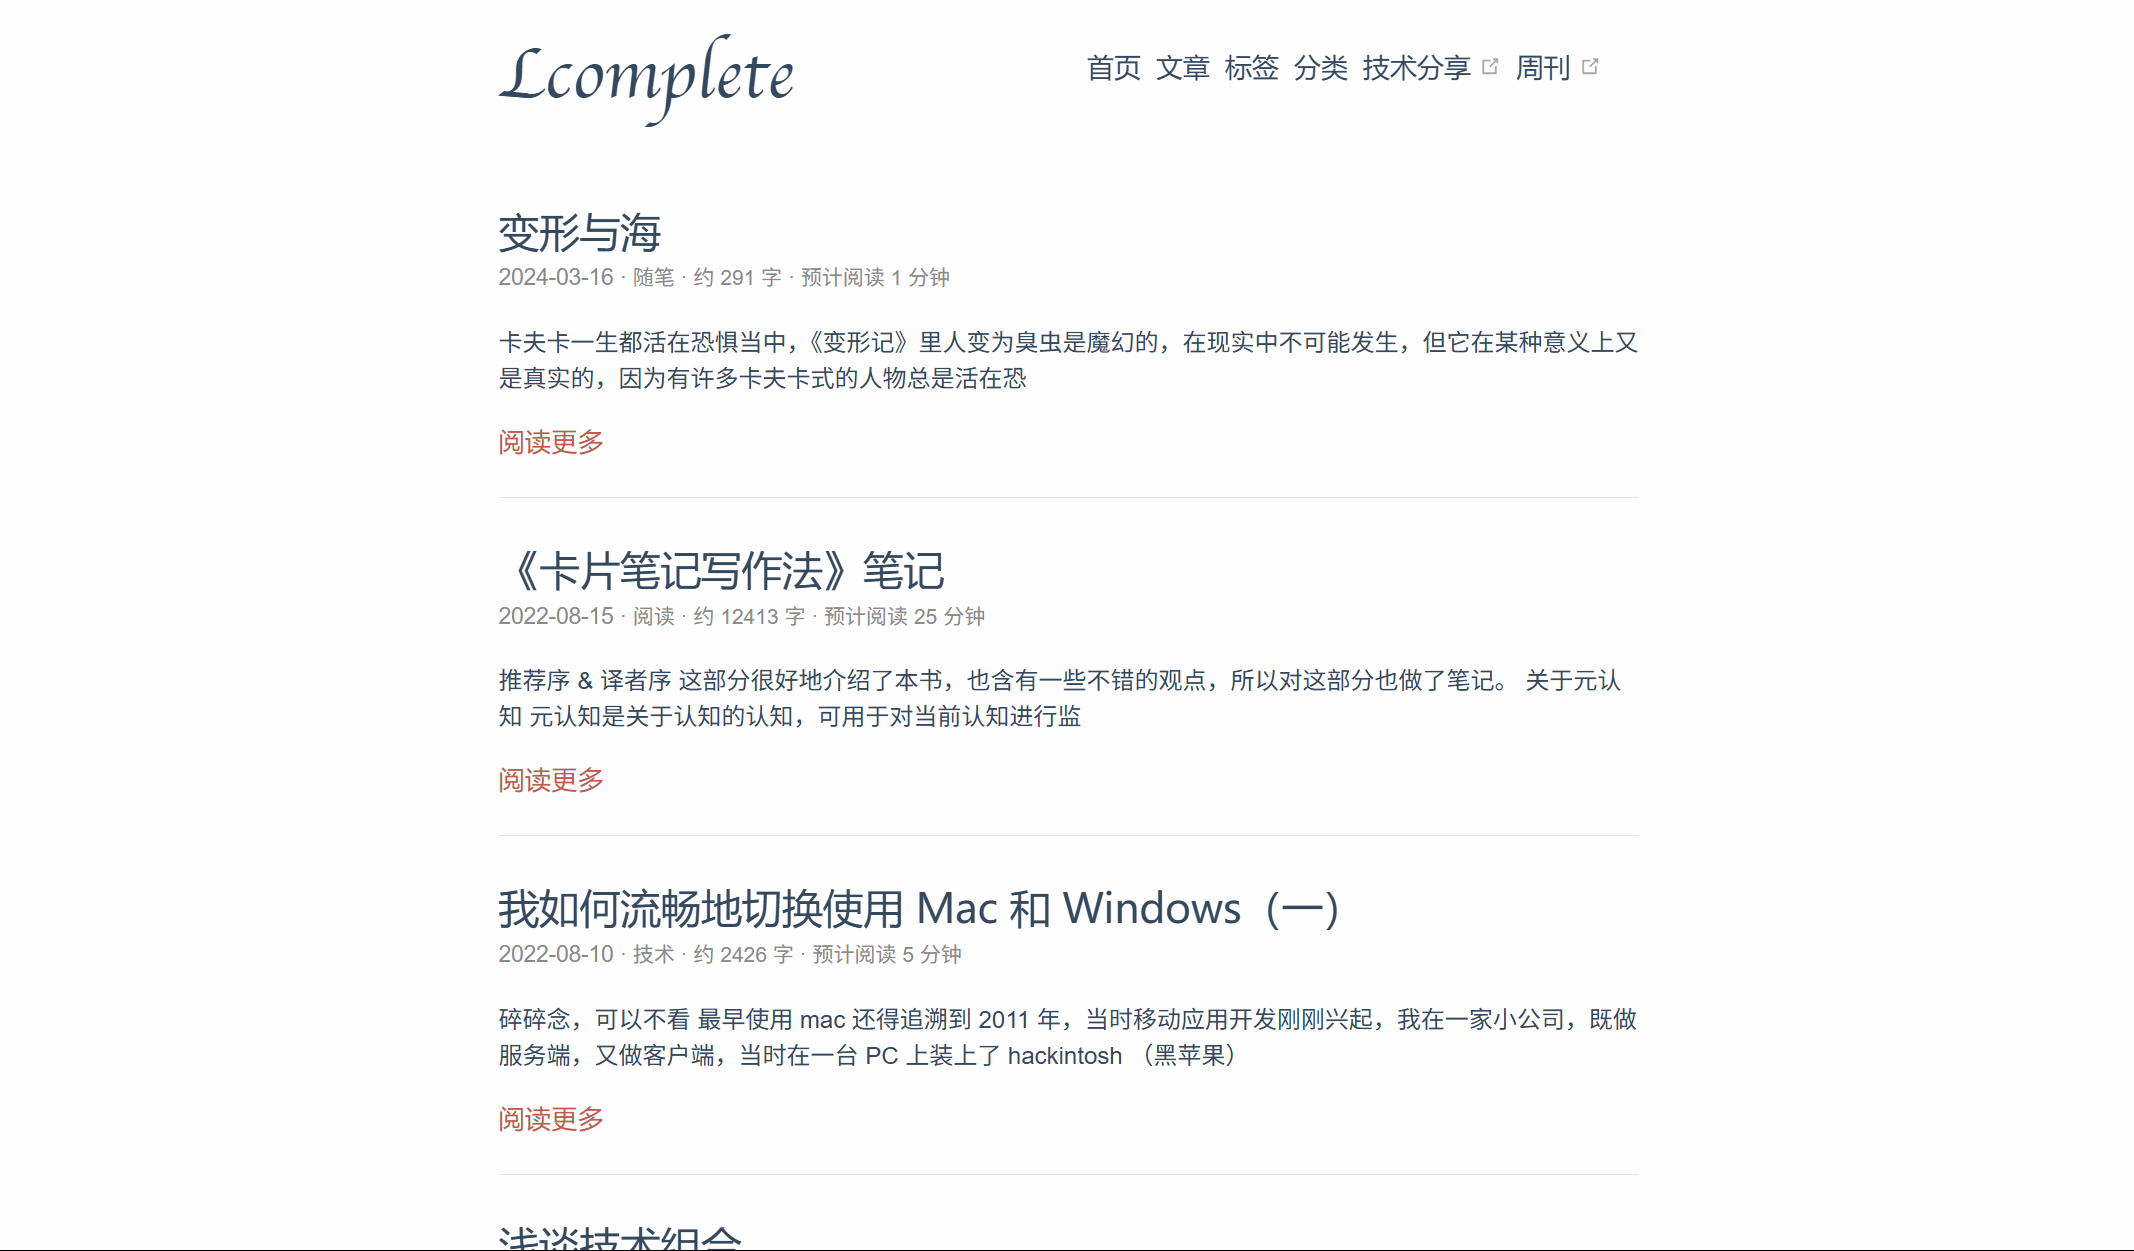 Lcomplete
首页 文章 标签 分类 技术分享 周刊
变形与海
2024-03-16 · 随笔 · 约 291 字 · 预计阅读 1 分钟
卡夫卡一生都活在恐惧当中，《变形记》里人变为臭虫是魔幻的，在现实中不可能发生，但它在某种意义上又
是真实的，因为有许多卡夫卡式的人物总是活在恐
阅读更多
《卡片笔记写作法》笔记
2022-08-15 · 阅读 · 约 12413 字 · 预计阅读 25 分钟
推荐序 & 译者序 这部分很好地介绍了本书，也含有一些不错的观点，所以对这部分也做了笔记。 关于元认
知 元认知是关于认知的认知，可用于对当前认知进行监
阅读更多
我如何流畅地切换使用 Mac 和 Windows（一）
2022-08-10 · 技术 · 约 2426 字 · 预计阅读 5 分钟
碎碎念，可以不看 最早使用 mac 还得追溯到 2011 年，当时移动应用开发刚刚兴起，我在一家小公司，既做
服务端，又做客户端，当时在一台 PC 上装上了 hackintosh （黑苹果）
阅读更多
浅谈技术组合